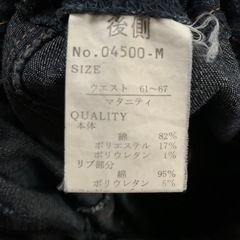 後側
No.04500-M
SIZE
ウエスト 61~67
マタニティ
QUALITY
本体
綿 82%
ポリエステル 17%
ポリウレタン 1%
リブ部分
綿 95%
ポリウレタン 5%